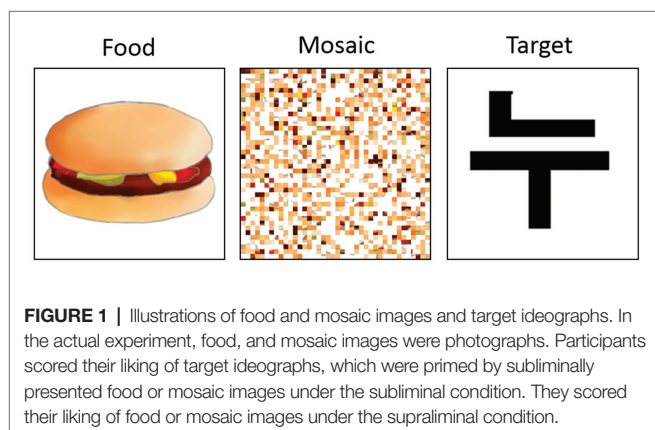 Food Mosaic Target
누
FIGURE 1 | Illustrations of food and mosaic images and target ideographs. In
the actual experiment, food, and mosaic images were photographs. Participants
scored their liking of target ideographs, which were primed by subliminally
presented food or mosaic images under the subliminal condition. They scored
their liking of food or mosaic images under the supraliminal condition.